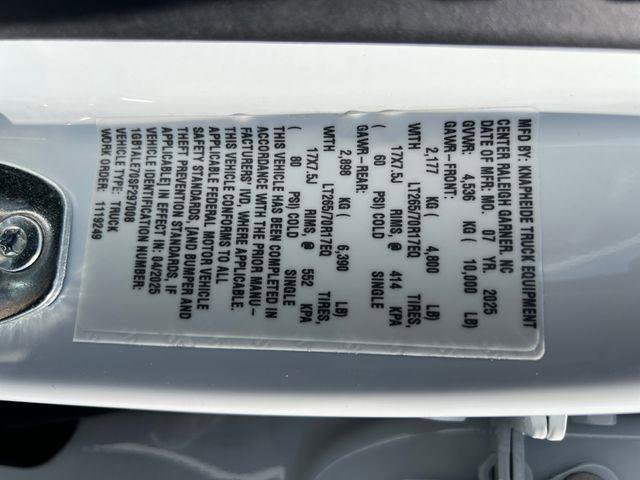 MFD BY: KNAPHEIDE TRUCK EQUIPMENT
CENTER RALEIGH GARNER, NC
DATE OF MFR: MO. 07 YR. 2025
GVWR: 4,536 KG ( 10,000 LB)
GAWR-FRONT:
2,177 KG ( 4,800 LB)
WITH LT265/70R17EQ TIRES,
17X7.5J RIMS, @ 414 KPA
( 60 PSI) COLD SINGLE
GAWR-REAR:
2,898 KG ( 6,390 LB)
WITH LT265/70R17EQ TIRES,
17X7.5J RIMS, @ 552 KPA
( 80 PSI) COLD SINGLE
THIS VEHICLE HAS BEEN COMPLETED IN
ACCORDANCE WITH THE PRIOR MANU-
FACTURERS' IVD, WHERE APPLICABLE.
THIS VEHICLE CONFORMS TO ALL
APPLICABLE FEDERAL MOTOR VEHICLE
SAFETY STANDARDS, [AND BUMPER AND
THEFT PREVENTION STANDARDS, IF
APPLICABLE] IN EFFECT IN: 04/2025
VEHICLE IDENTIFICATION NUMBER:
1GB1ALE70SF297008
VEHICLE TYPE: TRUCK
WORK ORDER: 1119249